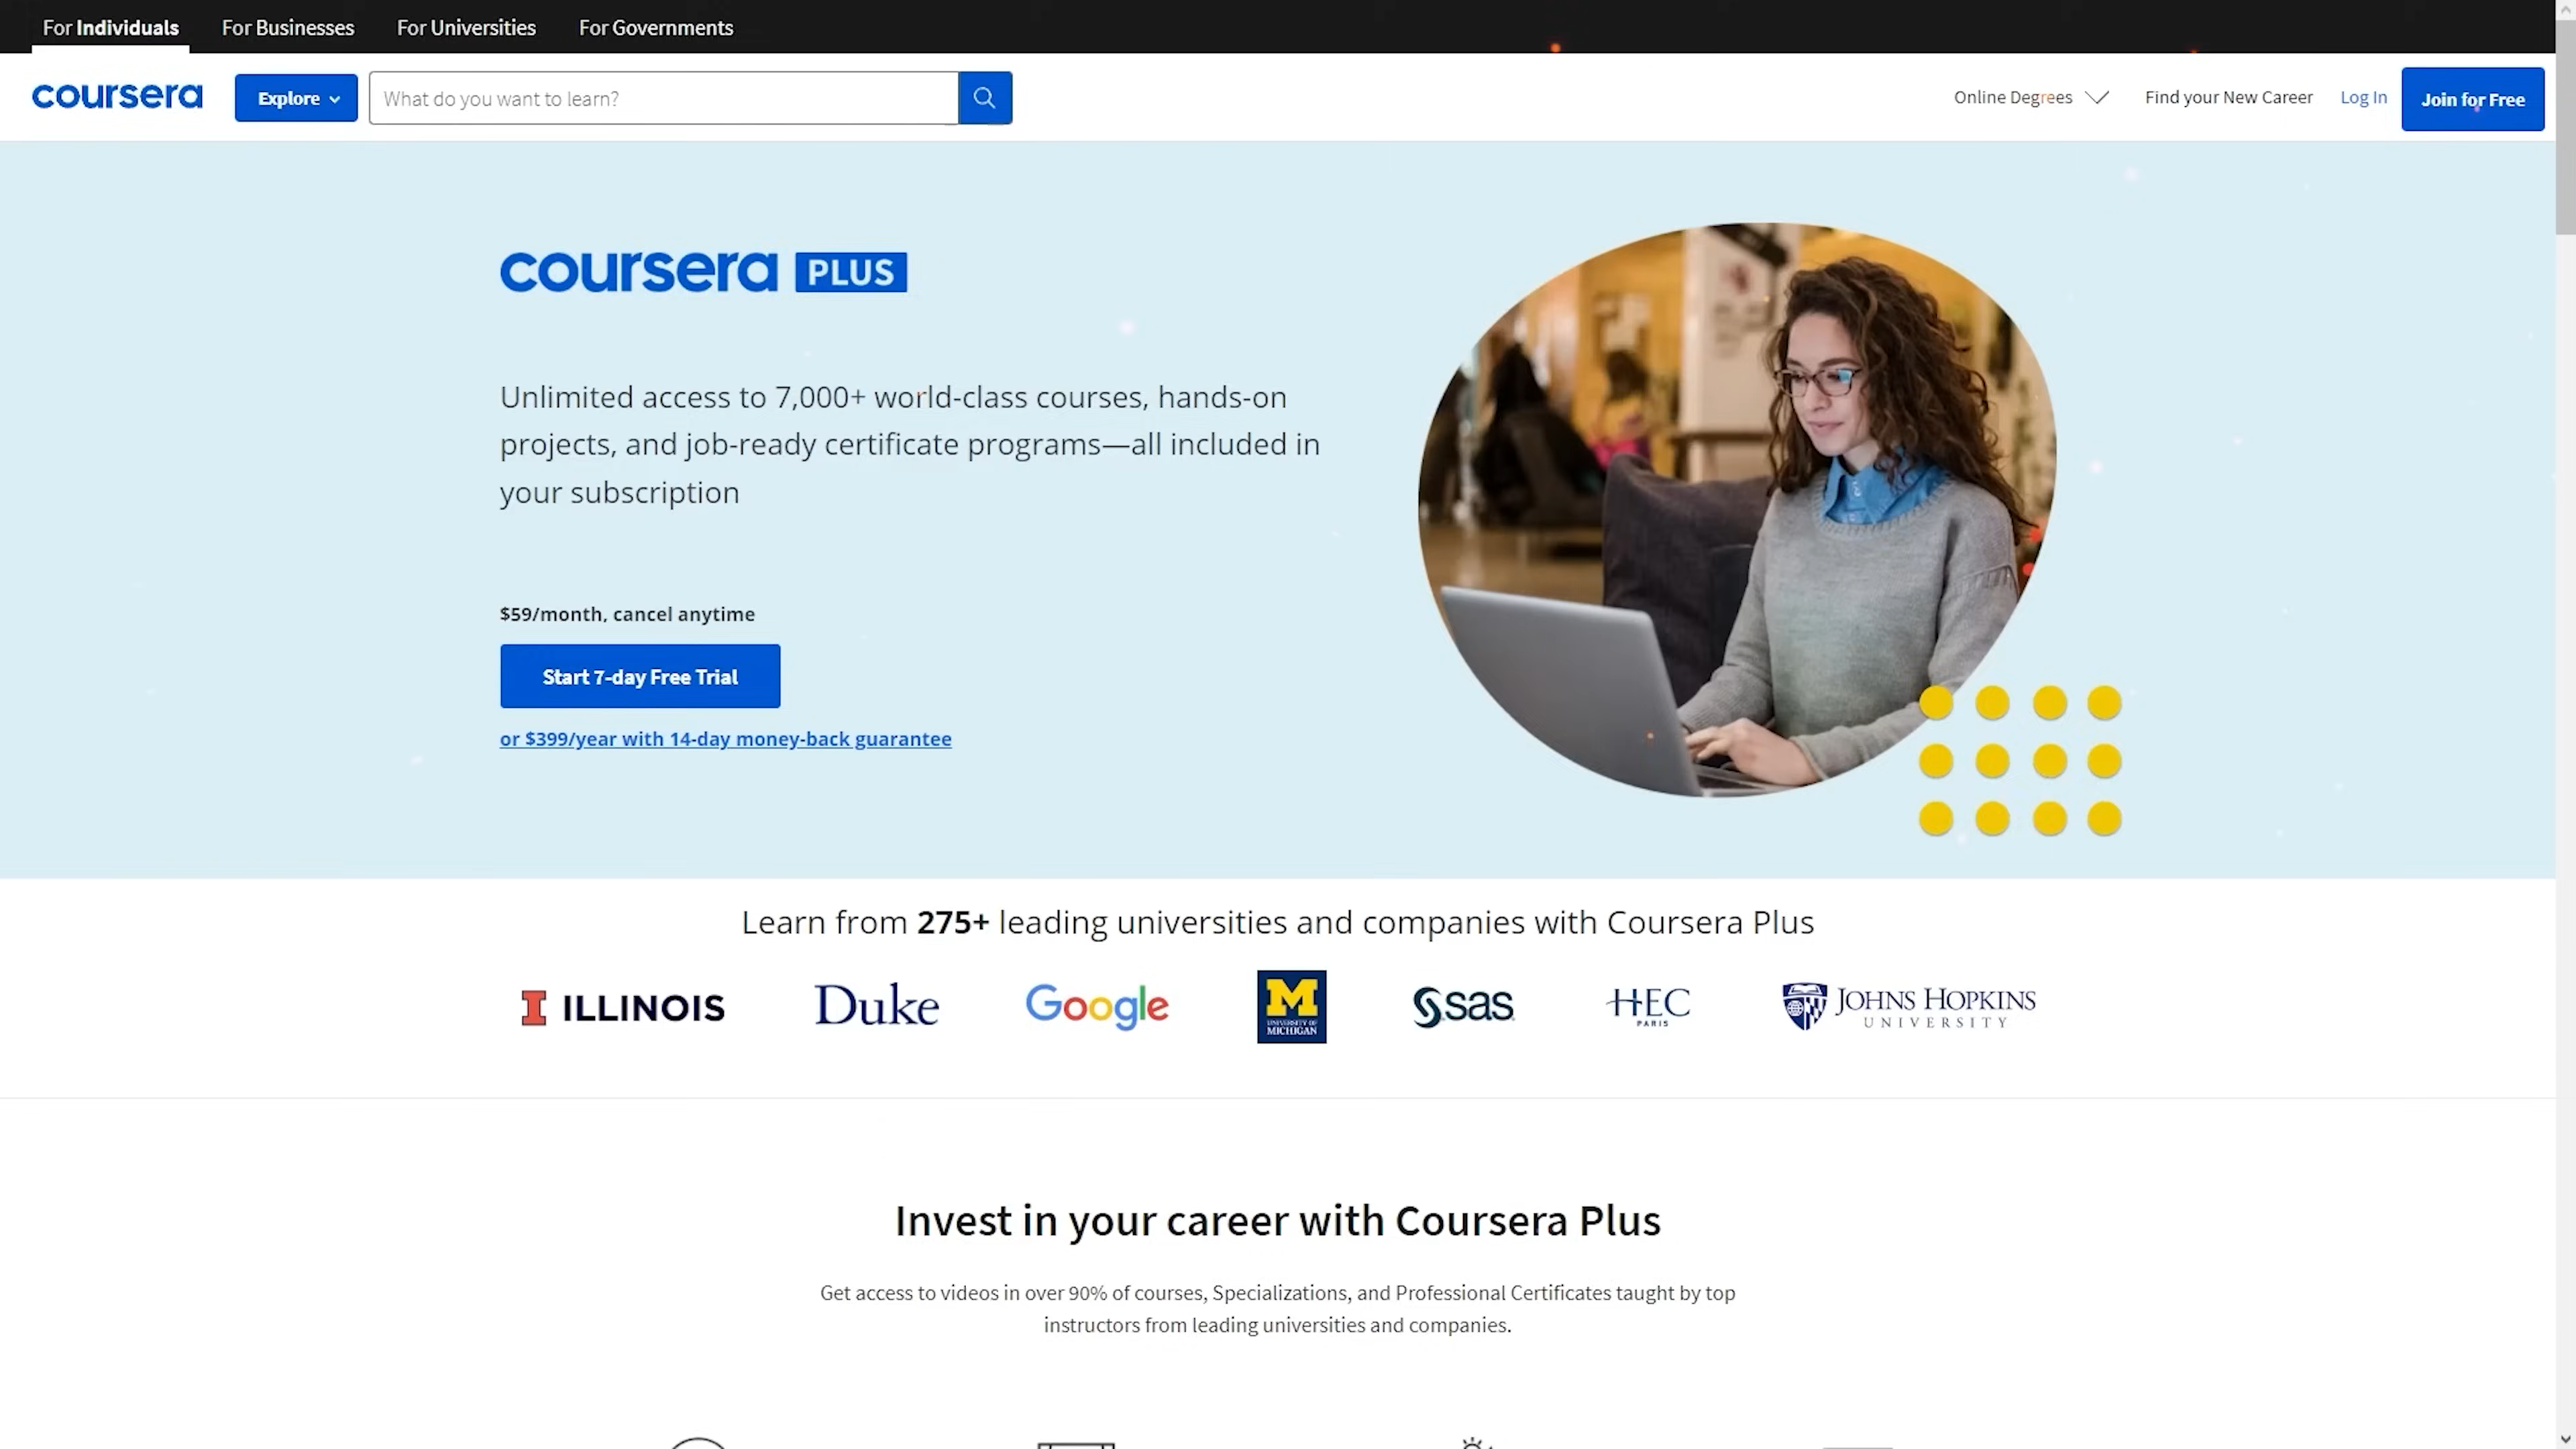 For Individuals For Businesses For Universities For Governments
coursera Explore What do you want to learn? Online Degrees Find your New Career Log In Join for Free
coursera PLUS
Unlimited access to 7,000+ world-class courses, hands-on
projects, and job-ready certificate programs—all included in
your subscription
$59/month, cancel anytime
Start 7-day Free Trial
or $399/year with 14-day money-back guarantee
Learn from 275+ leading universities and companies with Coursera Plus
I ILLINOIS Duke Google M UNIVERSITY OF MICHIGAN sas HEC PARIS JOHNS HOPKINS UNIVERSITY
Invest in your career with Coursera Plus
Get access to videos in over 90% of courses, Specializations, and Professional Certificates taught by top
instructors from leading universities and companies.